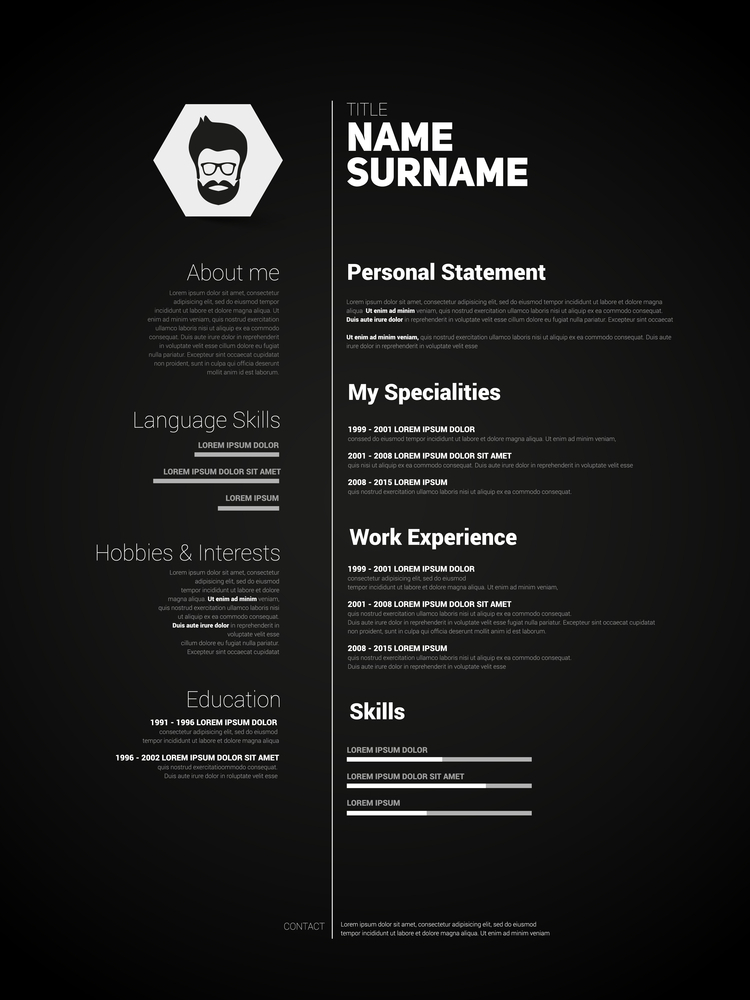 TITLE
NAME
SURNAME
About me
Lorem ipsum dolor sit amet, consectetur
adipisicing elit, sed do eiusmod tempor
incididunt ut labore et dolore magna aliqua. Ut
enim ad minim veniam, quis nostrud exercitation
ullamco laboris nisi ut aliquip ex ea commodo
consequat. Duis aute irure dolor in reprehenderit
in voluptate velit esse cillum dolore eu fugiat
nulla pariatur. Excepteur sint occaecat cupidatat
non proident, sunt in culpa qui officia deserunt
mollit anim id est laborum.
Language Skills
LOREM IPSUM DOLOR
LOREM IPSUM DOLOR SIT AMET
LOREM IPSUM
Hobbies & Interests
Lorem ipsum dolor sit amet, consectetur
adipisicing elit, sed do eiusmod
tempor incididunt ut labore et dolore
magna aliqua. Ut enim ad minim veniam,
quis nostrud exercitation ullamco laboris nisi
ut aliquip ex ea commodo consequat.
Duis aute irure dolor in reprehenderit in
voluptate velit esse
cillum dolore eu fugiat nulla pariatur.
Excepteur sint occaecat cupidatat
Education
1991 - 1996 LOREM IPSUM DOLOR
consectetur adipisicing elit, sed do eiusmod
tempor incididunt ut labore et dolore magna aliqua
1996 - 2002 LOREM IPSUM DOLOR SIT AMET
quis nostrud exercitatioommodo consequat.
Duis aute irure dolor in roluptate velit esse
Personal Statement
Lorem ipsum dolor sit amet, consectetur adipisicing elit, sed do eiusmod tempor incididunt ut labore et dolore magna
aliqua. Ut enim ad minim veniam, quis nostrud exercitation ullamco laboris nisi ut aliquip ex ea commodo consequat.
Duis aute irure dolor in reprehenderit in voluptate velit esse cillum dolore eu fugiat nulla pariatur. Excepteur sint occaecat
Ut enim ad minim veniam, quis nostrud exercitation ullamco laboris nisi ut aliquip ex ea commodo consequat. Duis aute
irure dolor in reprehenderit in voluptate velit esse
My Specialities
1999 - 2001 LOREM IPSUM DOLOR
conssed do eiusmod tempor incididunt ut labore et dolore magna aliqua. Ut enim ad minim veniam,
2001 - 2008 LOREM IPSUM DOLOR SIT AMET
quis nisi ut aliquip ex ea commodo consequat. Duis aute irure dolor in reprehenderit in voluptate velit esse
2008 - 2015 LOREM IPSUM
quis nostrud exercitation ullamco laboris nisi ut aliquip ex ea commodo consequat.
Work Experience
1999 - 2001 LOREM IPSUM DOLOR
consectetur adipisicing elit, sed do eiusmod
tempor incididunt ut labore et dolore magna aliqua. Ut enim ad minim veniam,
2001 - 2008 LOREM IPSUM DOLOR SIT AMET
quis nostrud exercitation ullamco laboris nisi ut aliquip ex ea commodo consequat.
Duis aute irure dolor in reprehenderit in voluptate velit esse cillum dolore eu fugiat nulla pariatur. Excepteur sint occaecat cupidatat
non proident, sunt in culpa qui officia deserunt mollit anim id est laborum.
2008 - 2015 LOREM IPSUM
quis nostrud exercitation ullamco laboris nisi ut aliquip ex ea commodo consequat.
Duis aute irure dolor in reprehenderit in voluptate velit esse
Skills
LOREM IPSUM DOLOR
LOREM IPSUM DOLOR SIT AMET
LOREM IPSUM
CONTACT
Lorem ipsum dolor sit amet, consectetur adipisicing elit, sed do eiusmod
tempor incididunt ut labore et dolore magna aliqua. Ut enim ad minim veniam